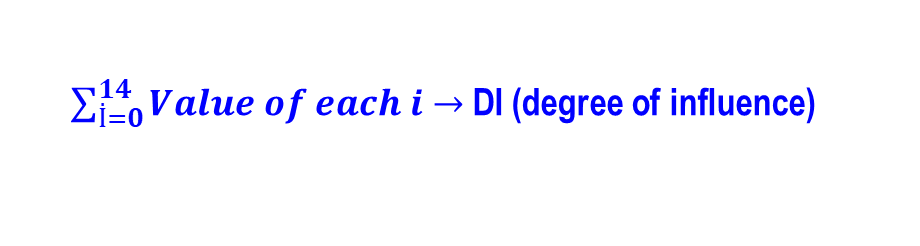 ∑_{i=0}^{14} Value of each i → DI (degree of influence)